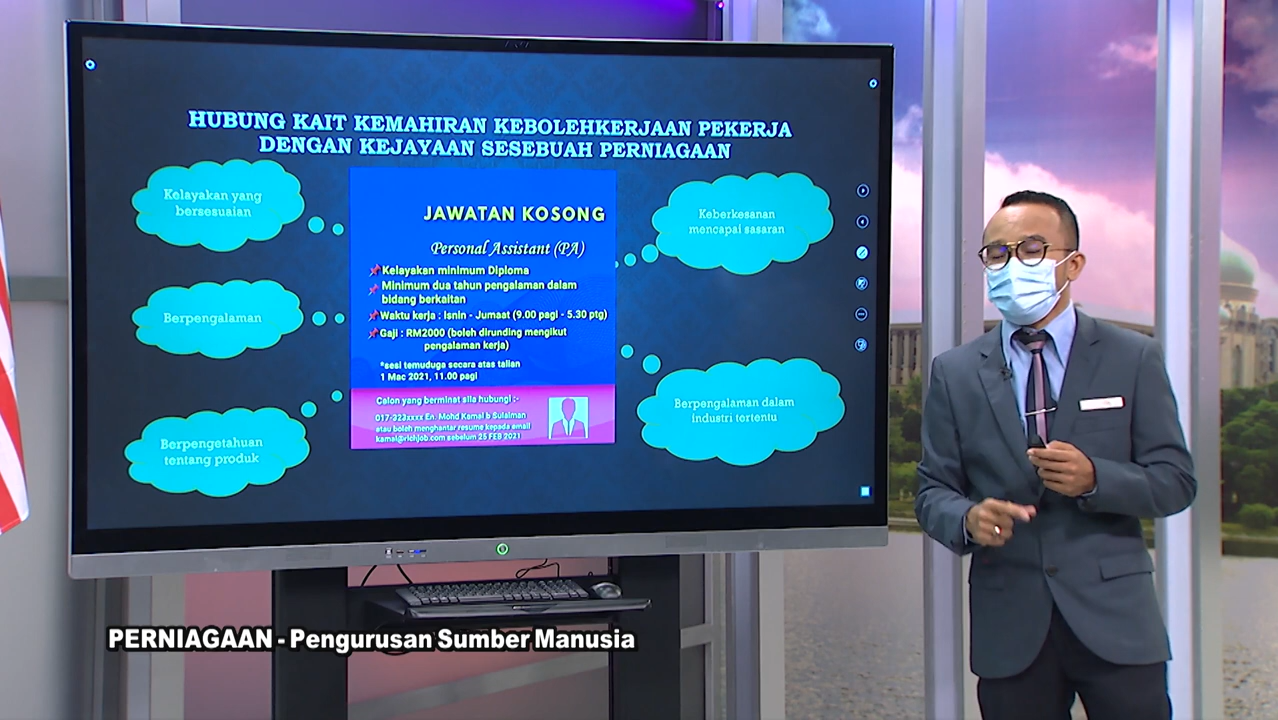 HUBUNG KAIT KEMAHIRAN KEBOLEHKERJAAN PEKERJA
DENGAN KEJAYAAN SESEBUAH PERNIAGAAN
Kelayakan yang
bersesuaian
Berpengalaman
Berpengetahuan
tentang produk
JAWATAN KOSONG
Personal Assistant (PA)
Kelayakan minimum Diploma
Minimum dua tahun pengalaman dalam
bidang berkaitan
Waktu kerja : Isnin - Jumaat (9.00 pagi - 5.30 ptg)
Gaji : RM2000 (boleh dirunding mengikut
pengalaman kerja)
*sesi temuduga secara atas talian
1 Mac 2021, 11.00 pagi
Calon yang berminat sila hubungi :-
017-323xxxx En. Mohd Kamal b Sulaiman
atau boleh menghantar resume kepada email
kamal@richjob.com sebelum 25 FEB 2021
Keberkesanan
mencapai sasaran
Berpengalaman dalam
industri tertentu
PERNIAGAAN - Pengurusan Sumber Manusia